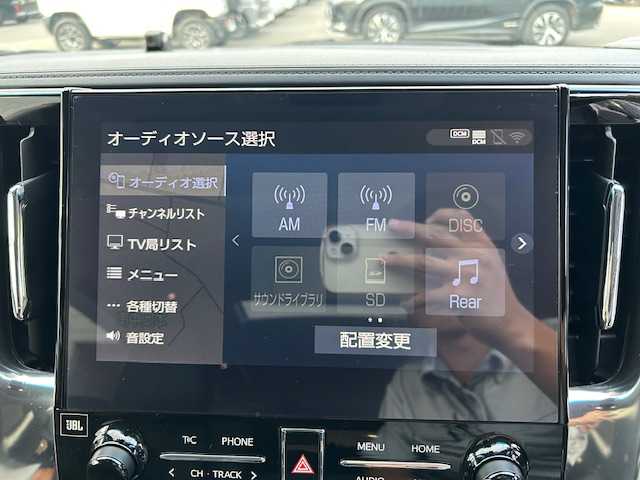 オーディオソース選択
DCM
DCM
オーディオ選択
チャンネルリスト
TV局リスト
メニュー
各種切替
音設定
AM
FM
DISC
サウンドライブラリ
SD
Rear
配置変更
JBL
T/C
PHONE
MENU
HOME
CH · TRACK
AUDIO